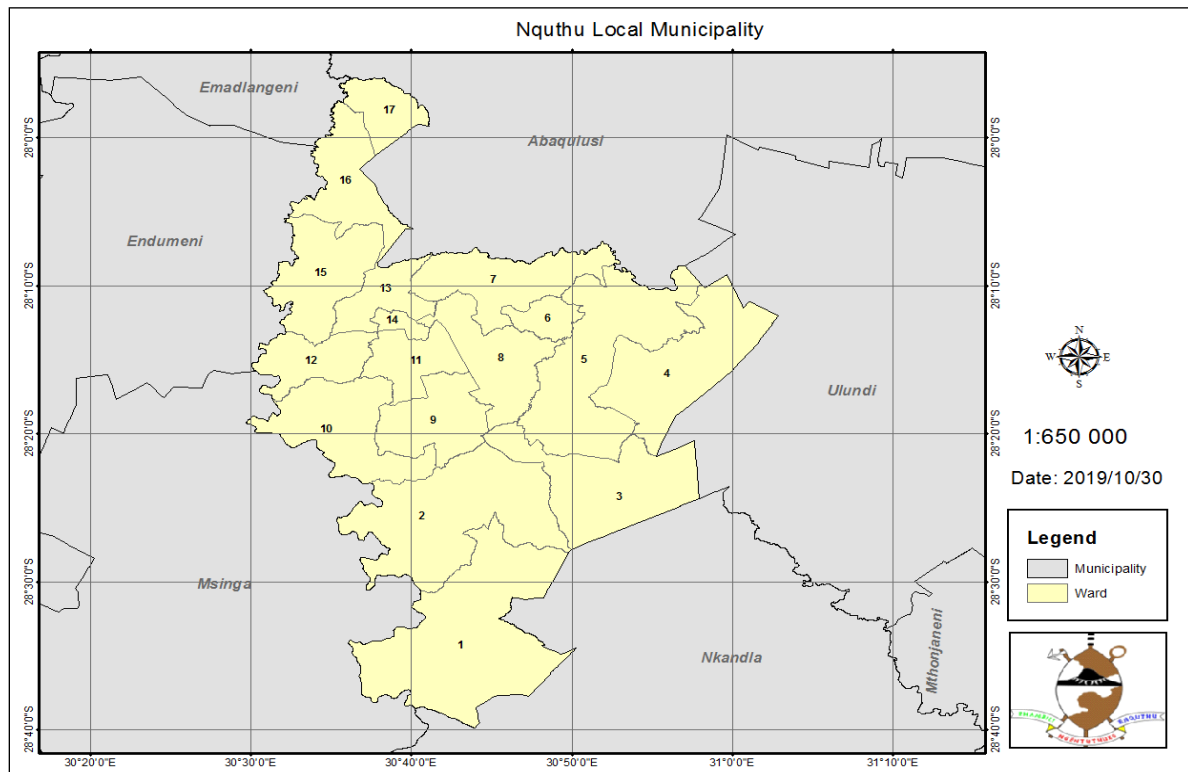 Nquthu Local Municipality
Emadlangeni
17
28°0'0"S
28°0'0"S
Abaqulusi
16
Endumeni
15
7
28°10'0"S
28°10'0"S
13
14
6
12
11
8
5
4
Ulundi
10
9
28°20'0"S
28°20'0"S
3
2
Msinga
28°30'0"S
28°30'0"S
1
Nkandla
Mthonjaneni
28°40'0"S
28°40'0"S
30°20'0"E
30°30'0"E
30°40'0"E
30°50'0"E
31°0'0"E
31°10'0"E
N
W
E
S
1:650 000
Date: 2019/10/30
Legend
Municipality
Ward